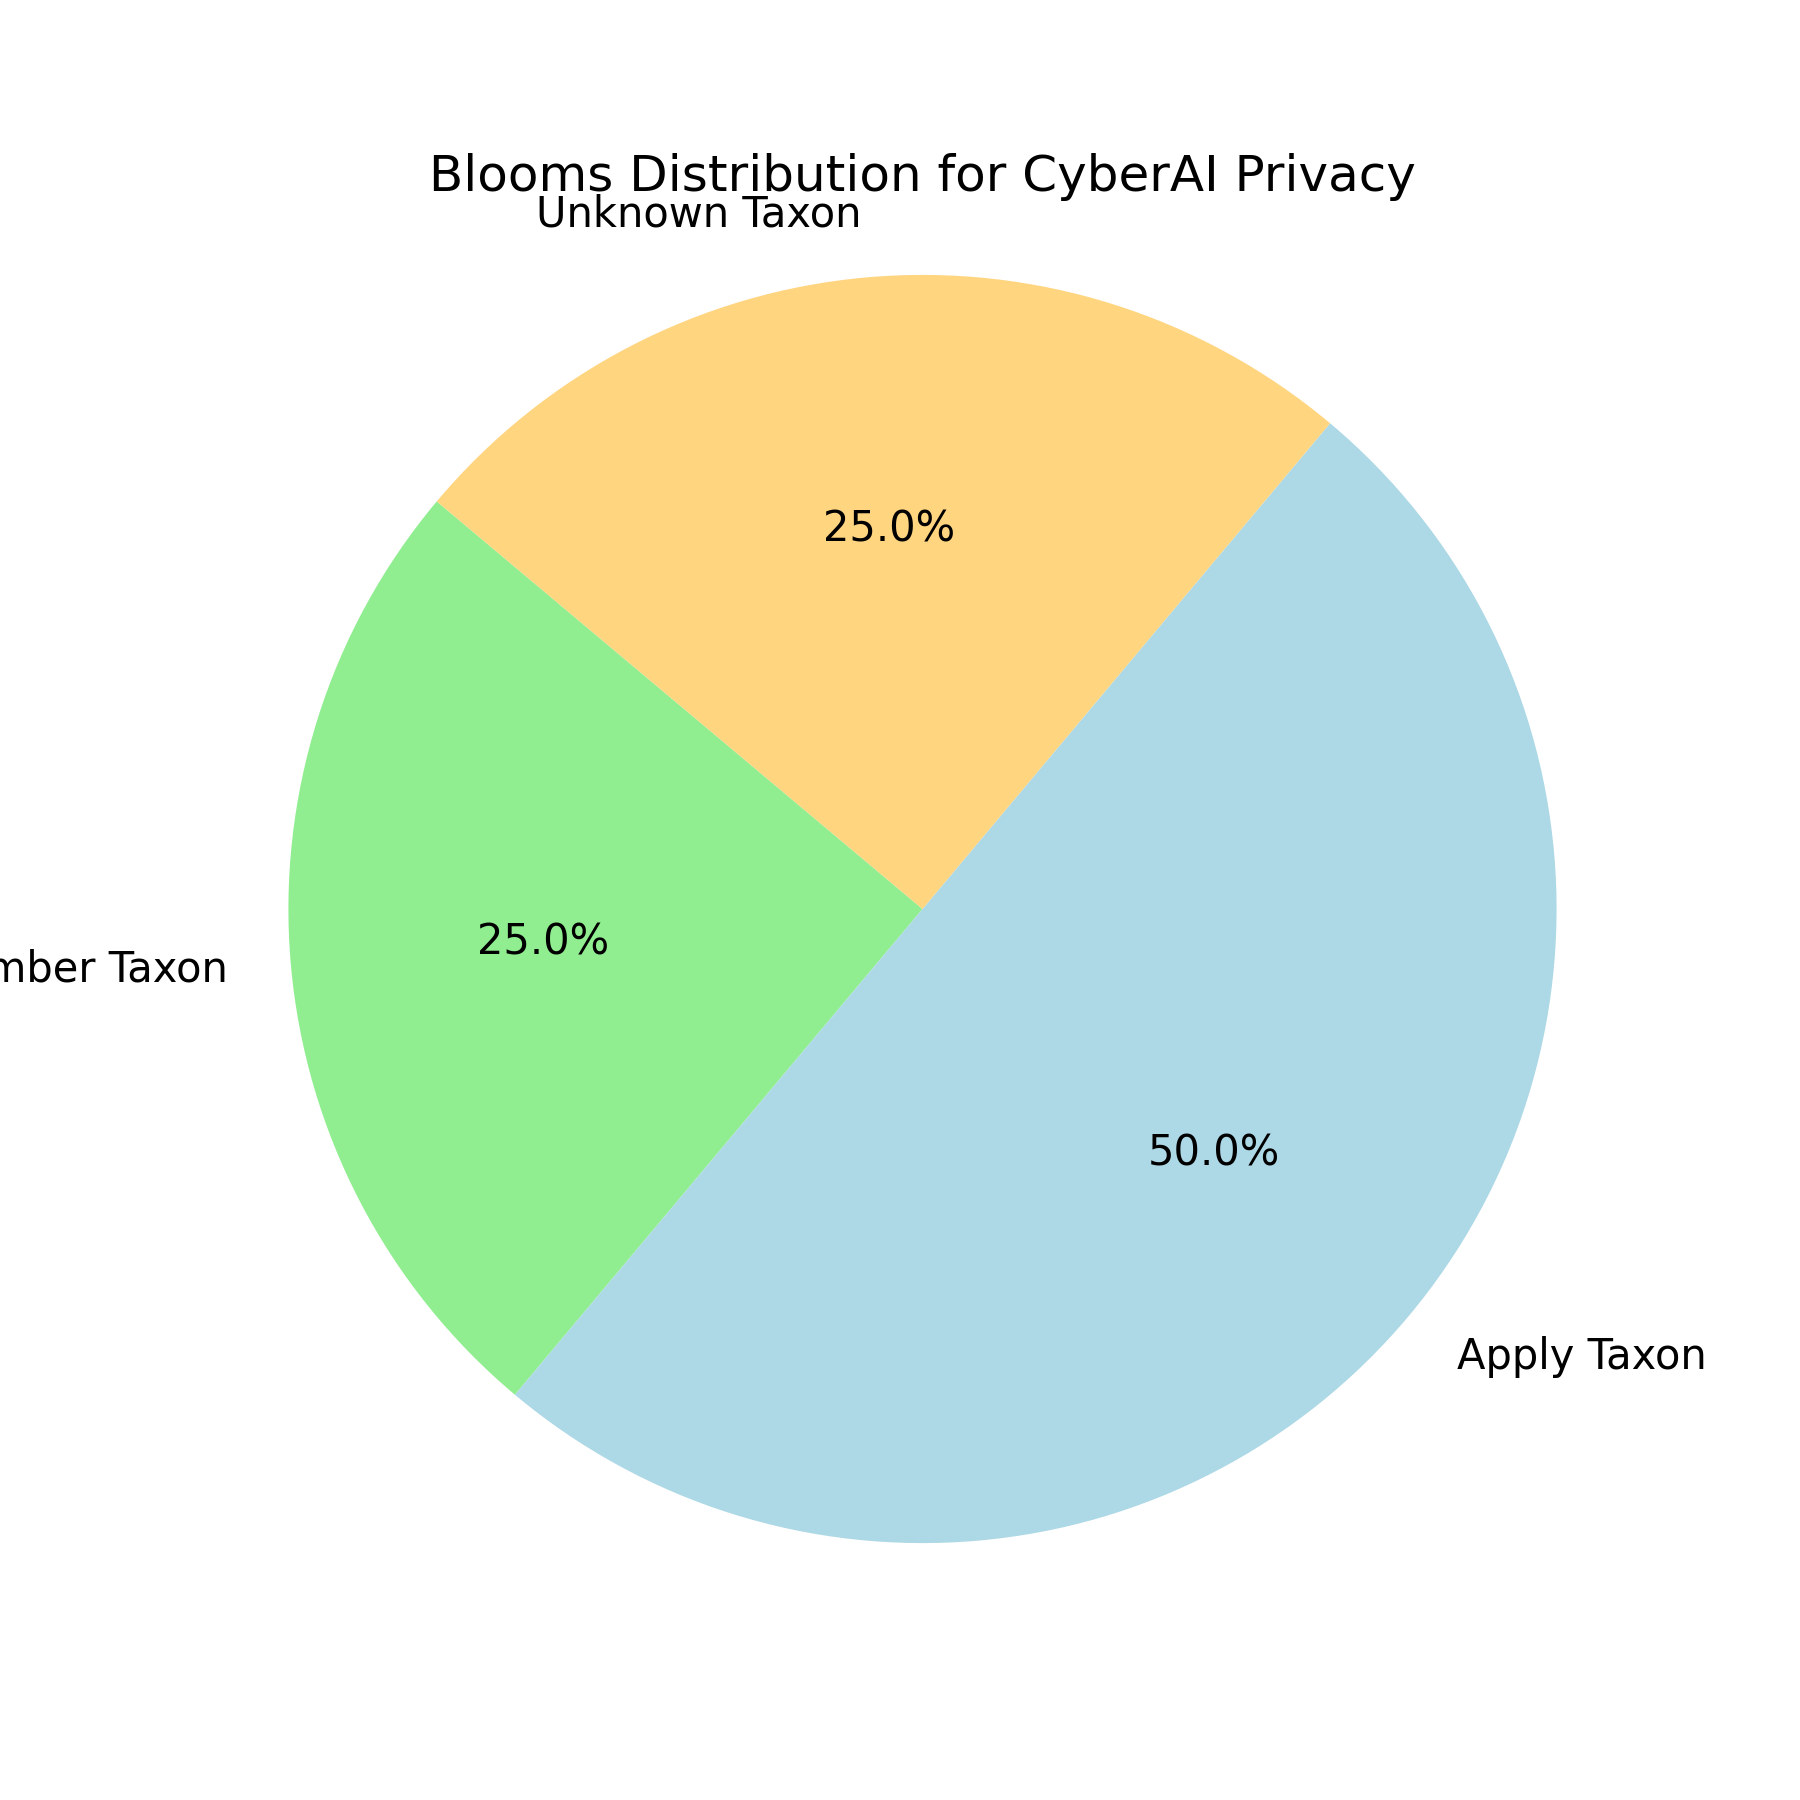 Blooms Distribution for CyberAI Privacy
Unknown Taxon
25.0%
25.0%
mber Taxon
50.0%
Apply Taxon